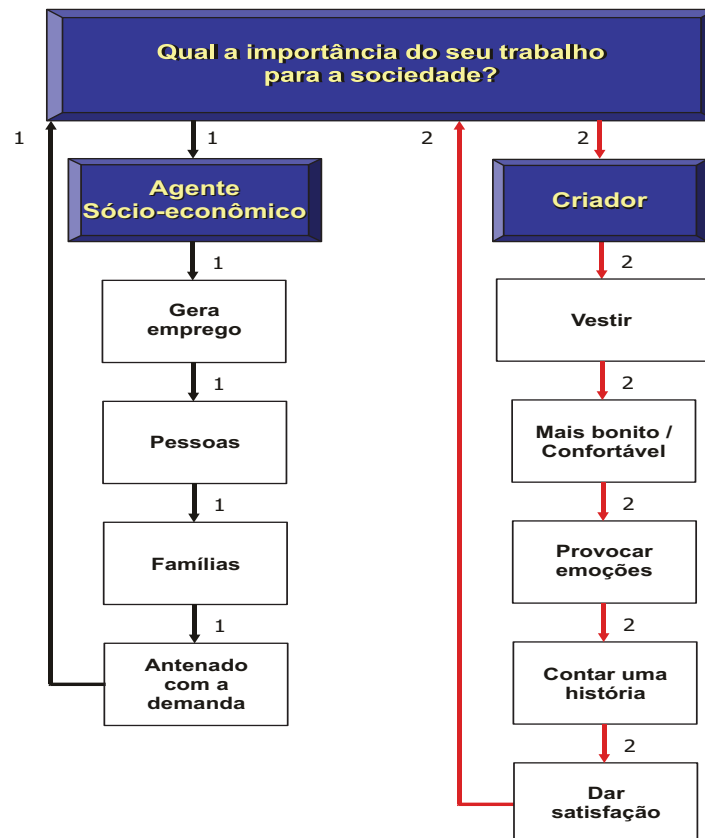 Qual a importância do seu trabalho
para a sociedade?
1
1
2
2
Agente
Sócio-econômico
1
Gera
emprego
1
Pessoas
1
Famílias
1
Antenado
com a
demanda
Criador
2
Vestir
2
Mais bonito /
Confortável
2
Provocar
emoções
2
Contar uma
história
2
Dar
satisfação